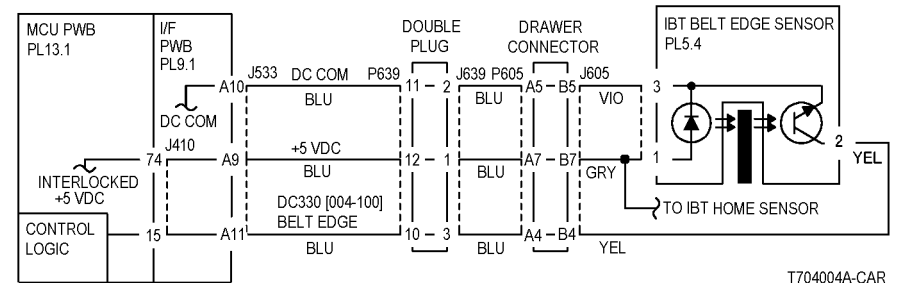 MCU PWB
PL13.1
I/F
PWB
PL9.1
DOUBLE
PLUG
DRAWER
CONNECTOR
IBT BELT EDGE SENSOR
PL5.4
A10 J533 DC COM P639 11 2 J639 P605 A5 B5 J605 3
BLU BLU VIO
DC COM
J410
74 A9 +5 VDC 12 1 A7 B7 1 2
BLU BLU GRY YEL
INTERLOCKED
+5 VDC
TO IBT HOME SENSOR
DC330 [004-100]
BELT EDGE
CONTROL
LOGIC
15 A11 BLU 10 3 BLU A4 B4 YEL
T704004A-CAR